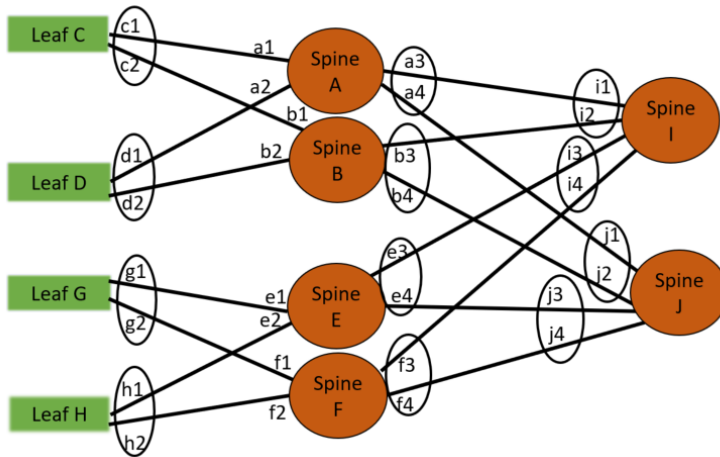 Leaf C
c1
c2
a1
a2
Spine
A
a3
a4
i1
i2
Spine
I
b1
b2
Spine
B
b3
b4
i3
i4
Leaf D
d1
d2
j1
j2
Spine
J
Leaf G
g1
g2
e1
e2
Spine
E
e3
e4
j3
j4
Leaf H
h1
h2
f1
f2
Spine
F
f3
f4